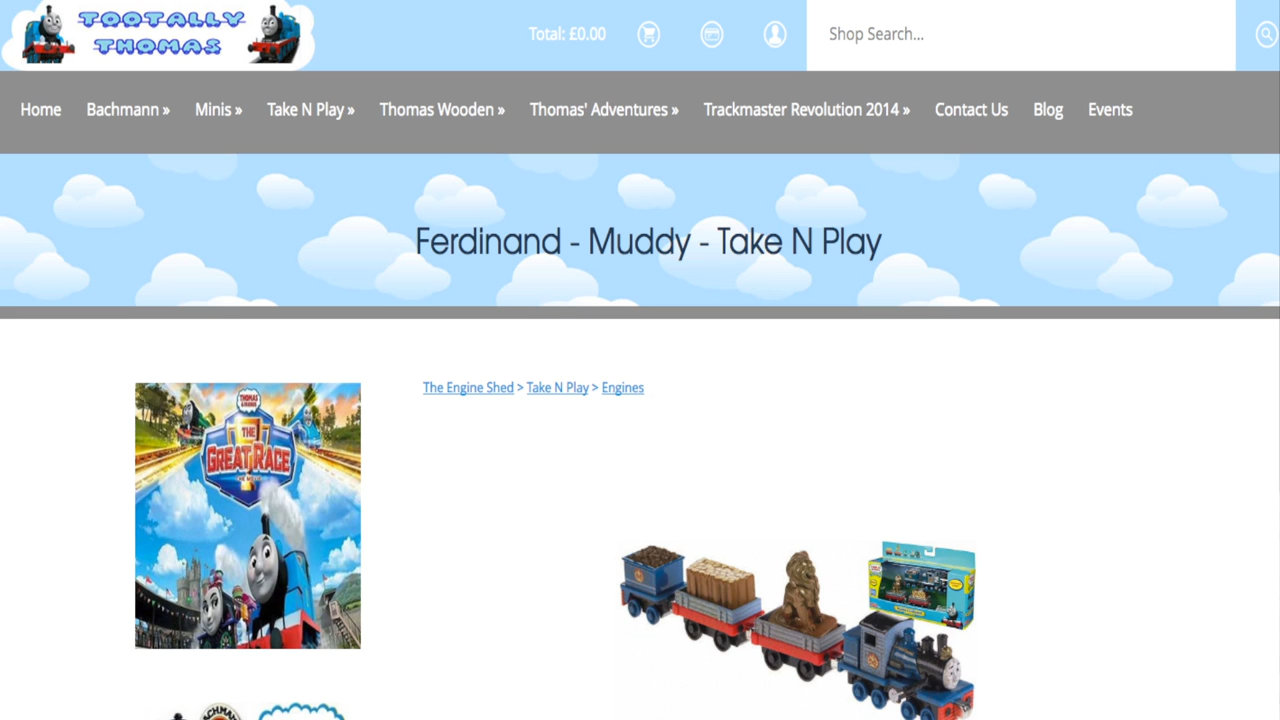 TOOTALLY
THOMAS
Total: £0.00
Shop Search...
Home Bachmann » Minis » Take N Play » Thomas Wooden » Thomas' Adventures » Trackmaster Revolution 2014 » Contact Us Blog Events
Ferdinand - Muddy - Take N Play
The Engine Shed > Take N Play > Engines
THOMAS
& FRIENDS
THE
GREAT RACE
THE MOVIE